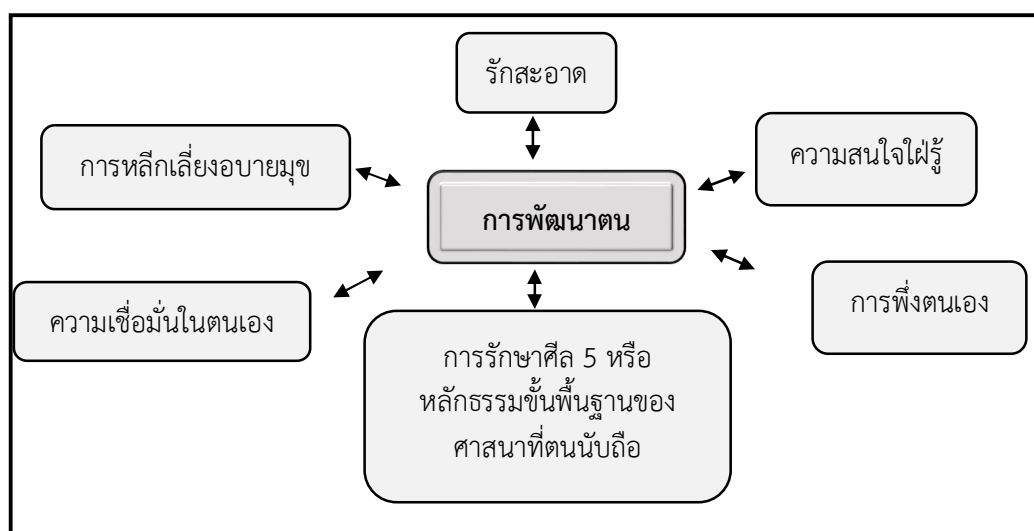 รักสะอาด
การหลีกเลี่ยงอบายมุข
ความสนใจใฝ่รู้
การพัฒนาตน
ความเชื่อมั่นในตนเอง
การพึ่งตนเอง
การรักษาศีล 5 หรือ
หลักธรรมขั้นพื้นฐานของ
ศาสนาที่ตนนับถือ